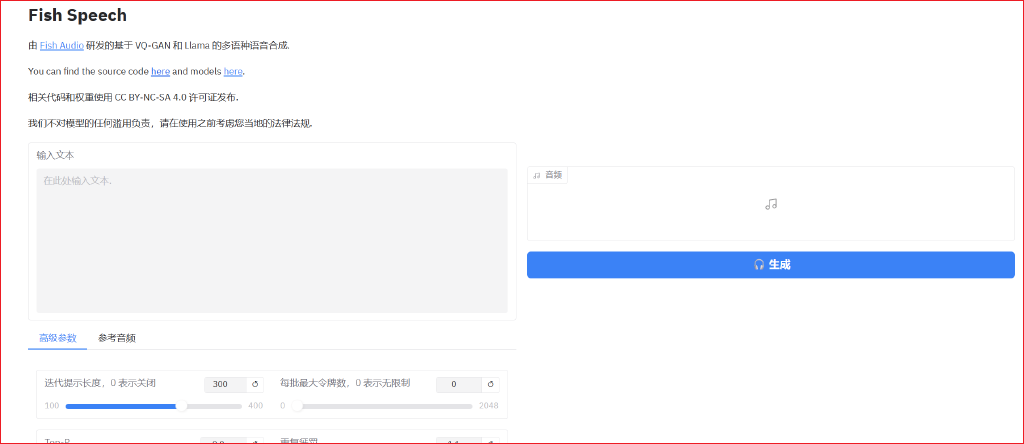 Fish Speech
由 Fish Audio 研发的基于 VQ-GAN 和 Llama 的多语种语音合成.
You can find the source code here and models here.
相关代码和权重使用 CC BY-NC-SA 4.0 许可证发布.
我们不对模型的任何滥用负责，请在使用之前考虑您当地的法律法规.
输入文本
在此处输入文本.
音频
生成
高级参数 参考音频
迭代提示长度，0 表示关闭 300 每批最大令牌数，0 表示无限制 0
100 400 0 2048
Top-P 重复惩罚